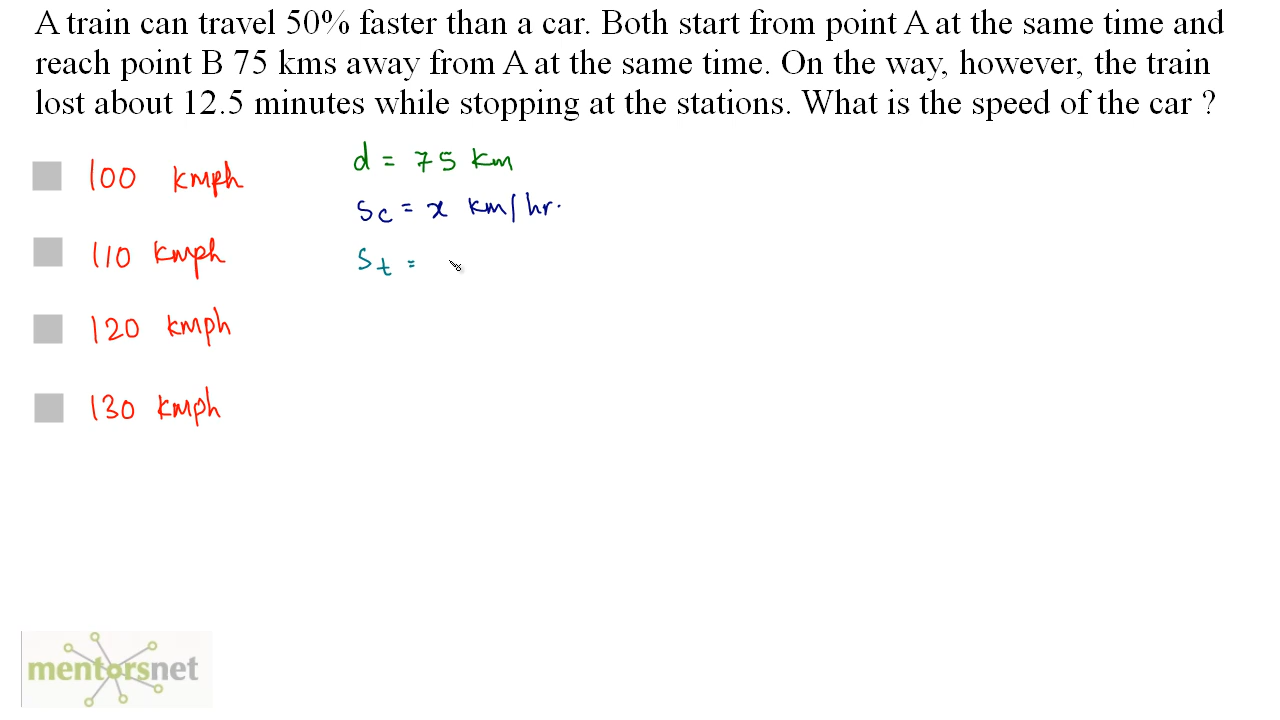 A train can travel 50% faster than a car. Both start from point A at the same time and
reach point B 75 kms away from A at the same time. On the way, however, the train
lost about 12.5 minutes while stopping at the stations. What is the speed of the car ?
100 kmph
110 kmph
120 kmph
130 kmph
d = 75 km
Sc = x km/hr.
St =
mentorsnet